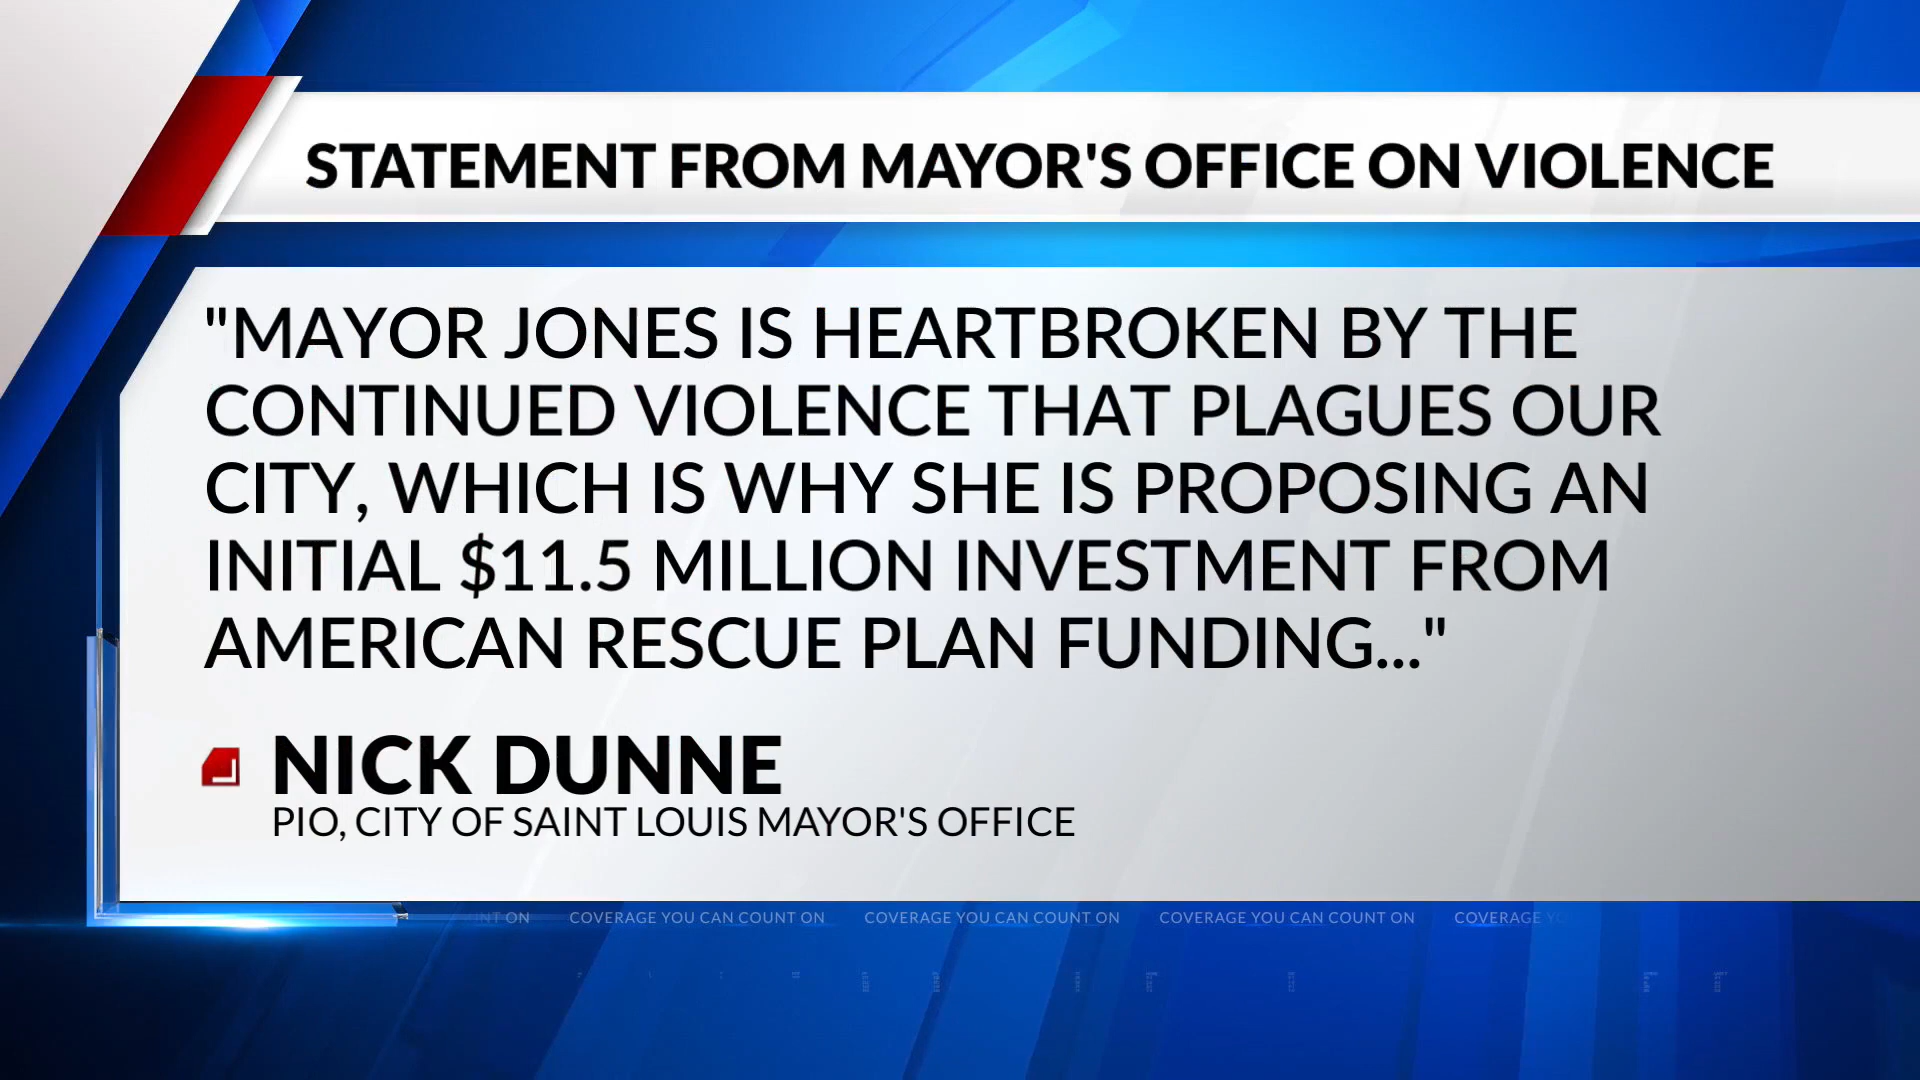 STATEMENT FROM MAYOR'S OFFICE ON VIOLENCE
"MAYOR JONES IS HEARTBROKEN BY THE
CONTINUED VIOLENCE THAT PLAGUES OUR
CITY, WHICH IS WHY SHE IS PROPOSING AN
INITIAL $11.5 MILLION INVESTMENT FROM
AMERICAN RESCUE PLAN FUNDING..."
NICK DUNNE
PIO, CITY OF SAINT LOUIS MAYOR'S OFFICE
NT ON COVERAGE YOU CAN COUNT ON COVERAGE YOU CAN COUNT ON COVERAGE YOU CAN COUNT ON COVERAGE